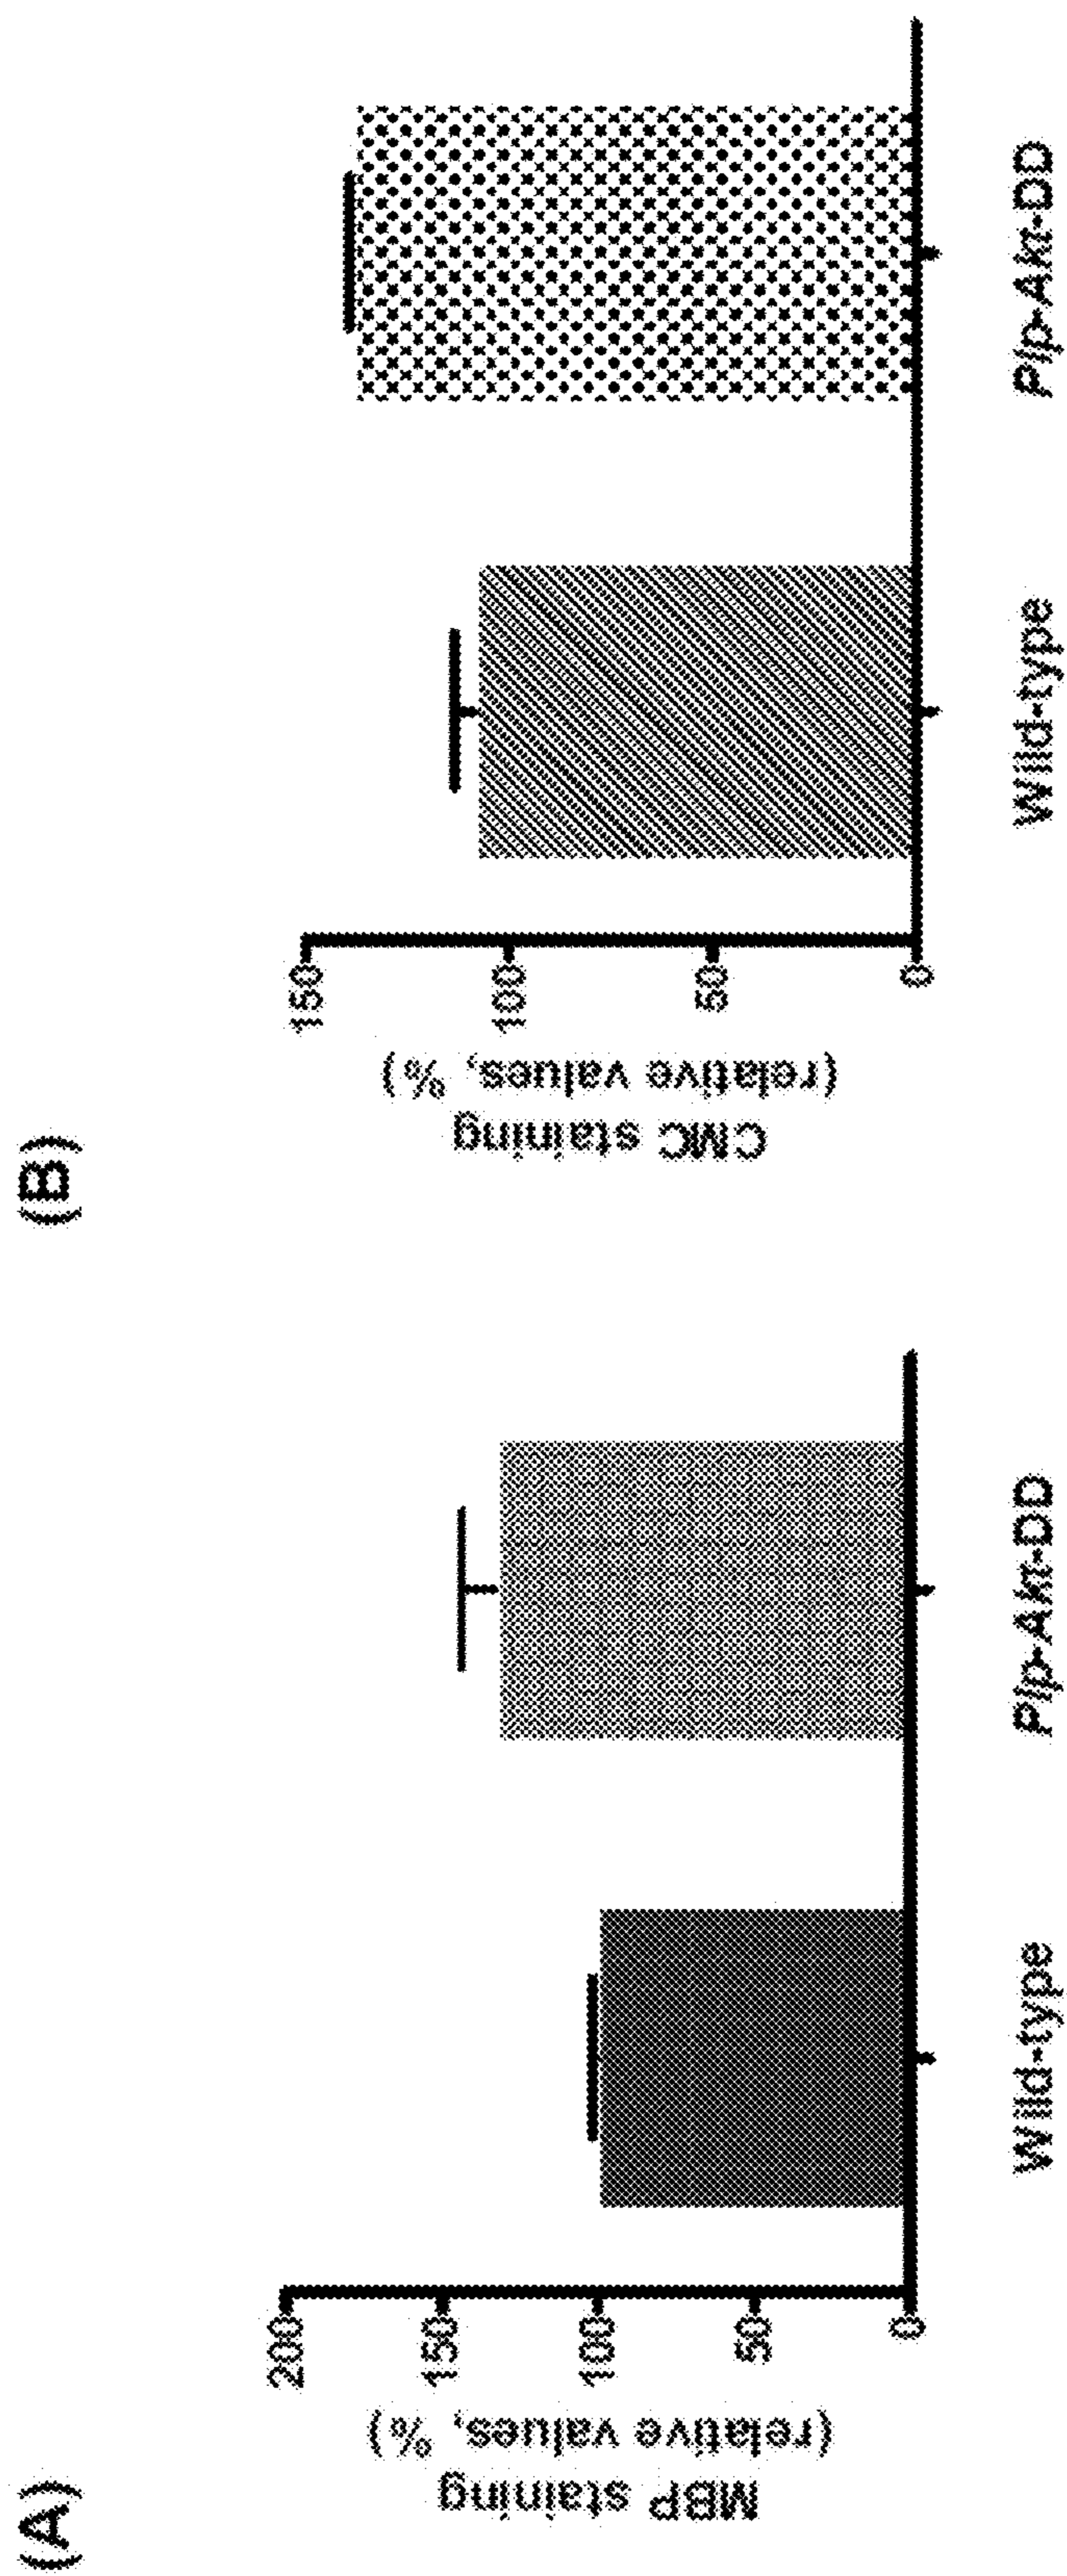 (A)
MBP staining
(relative values, %)
200
150
100
50
0
Wild-type
Plp-Akt-DD
(B)
CMC staining
(relative values, %)
150
100
50
0
Wild-type
Plp-Akt-DD